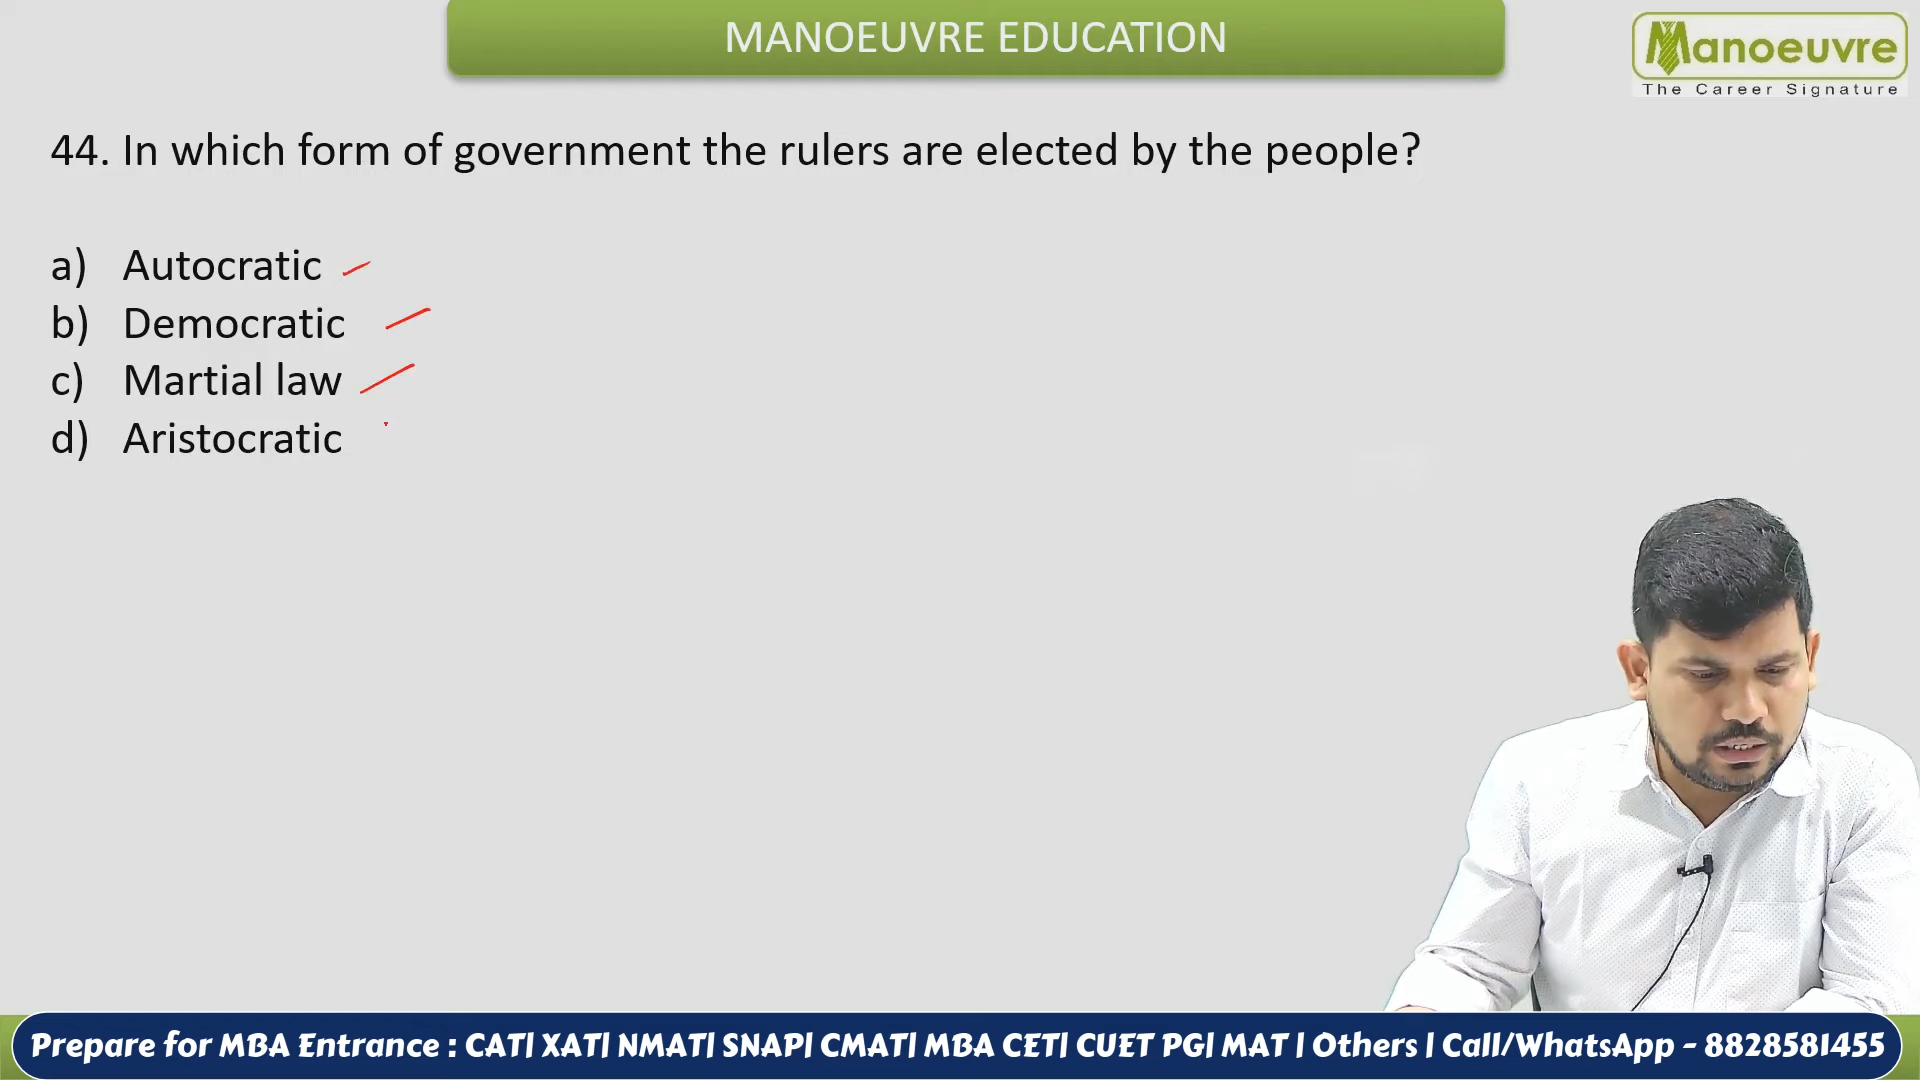 MANOEUVRE EDUCATION
Manoeuvre
The Career Signature
44. In which form of government the rulers are elected by the people?
a) Autocratic
b) Democratic
c) Martial law
d) Aristocratic
Prepare for MBA Entrance : CAT| XAT| NMAT| SNAP| CMAT| MBA CET| CUET PG| MAT | Others | Call/WhatsApp - 8828581455